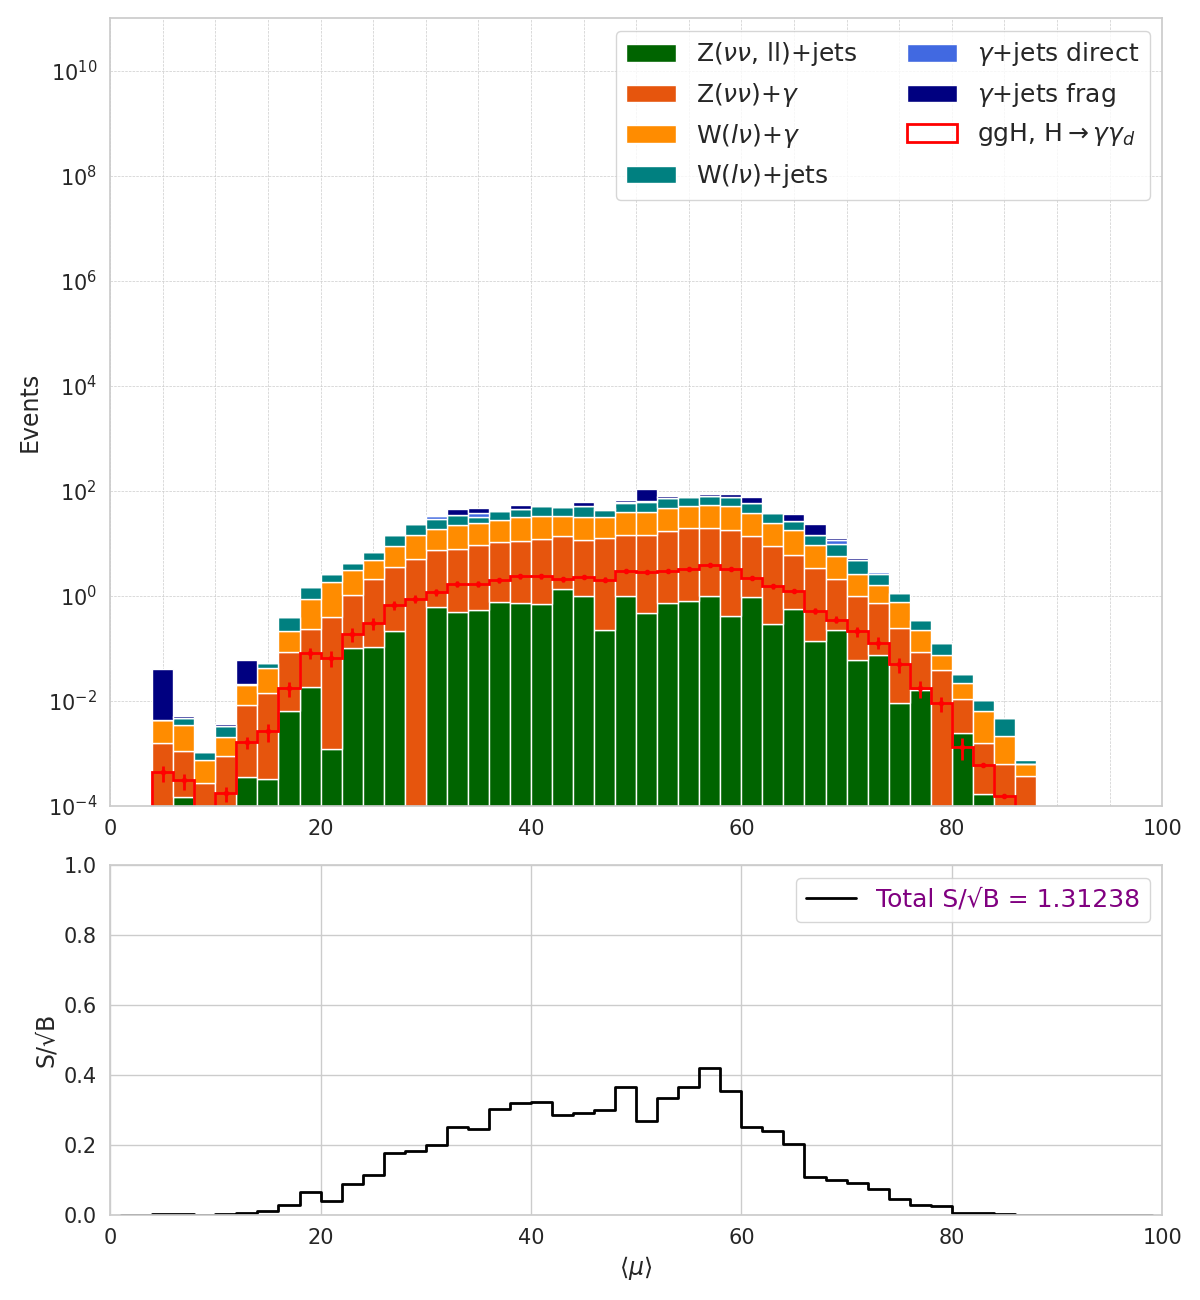 Z(νν, ll)+jets
Z(νν)+γ
W(lν)+γ
W(lν)+jets
γ+jets direct
γ+jets frag
ggH, H→γγ_d
Events
10^10
10^8
10^6
10^4
10^2
10^0
10^−2
10^−4
0 20 40 60 80 100
Total S/√B = 1.31238
S/√B
1.0
0.8
0.6
0.4
0.2
0.0
0 20 40 60 80 100
⟨μ⟩